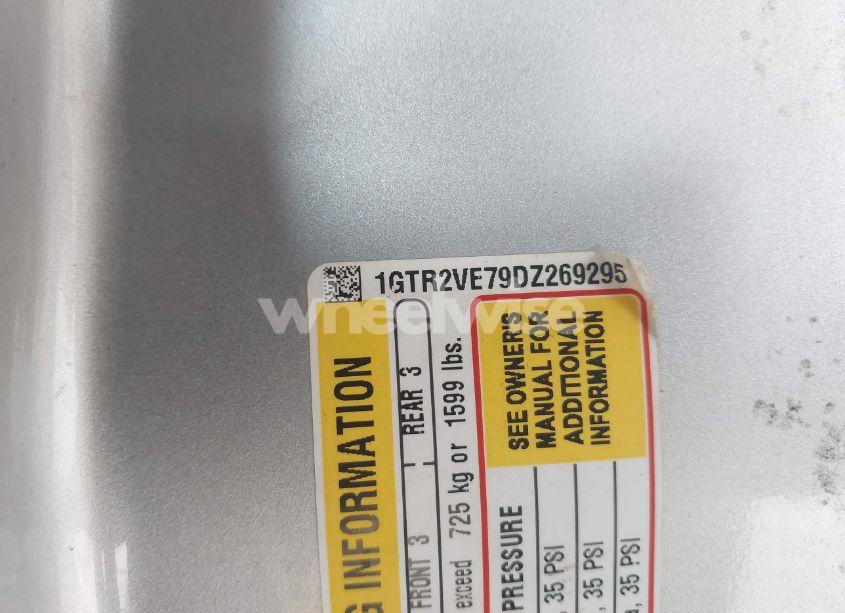 1GTR2VE79DZ269295
wheelwise
G INFORMATION
FRONT 3 REAR 3
exceed 725 kg or 1599 lbs.
PRESSURE
SEE OWNER'S
MANUAL FOR
ADDITIONAL
INFORMATION
, 35 PSI
, 35 PSI
, 35 PSI